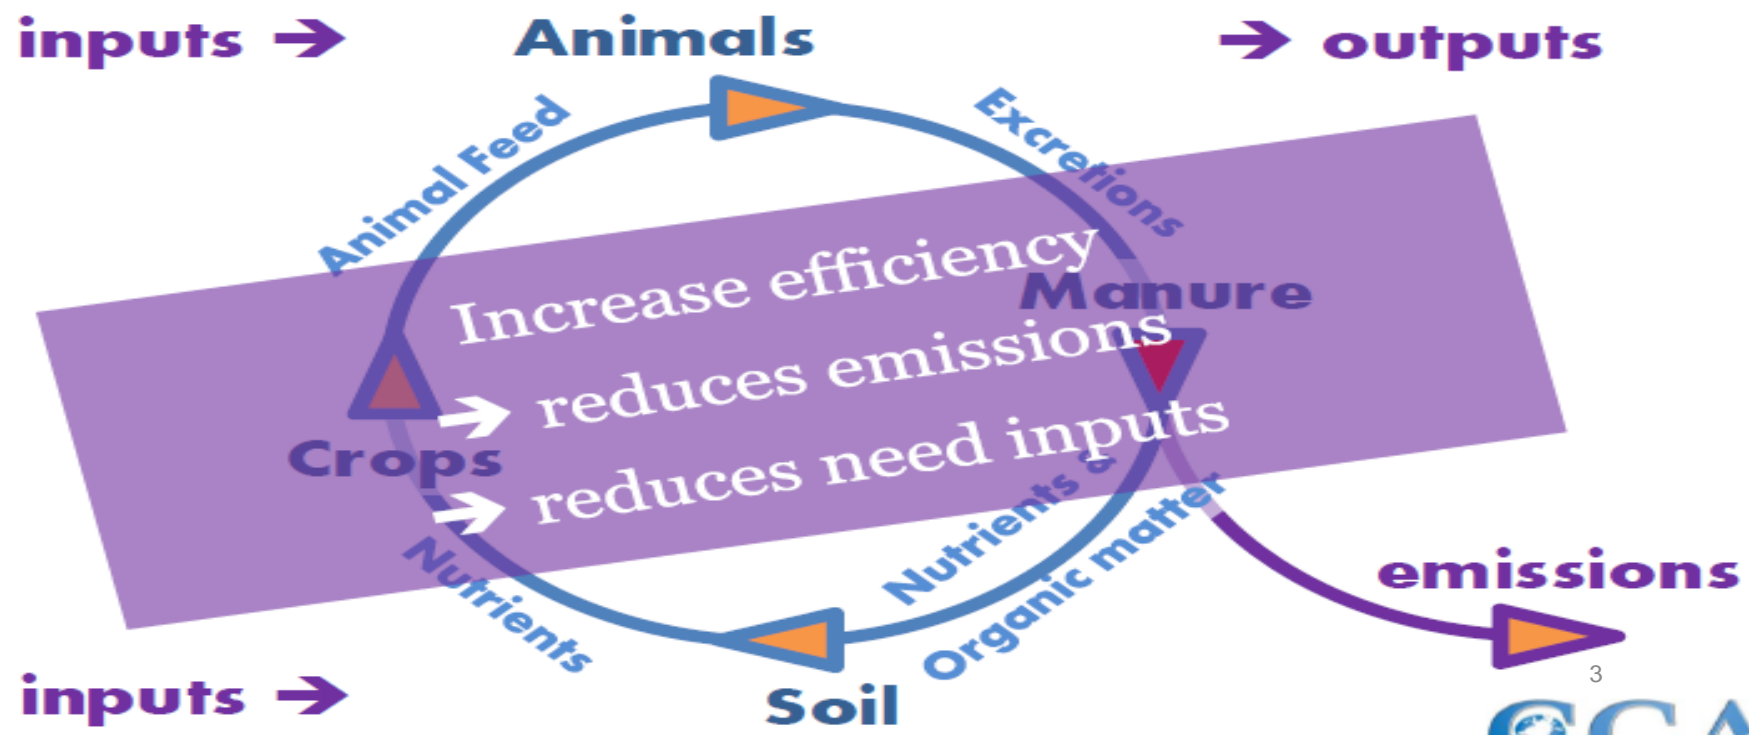 inputs →
Animals
→ outputs
Animal Feed
Excretions
Increase efficiency
Manure
→ reduces emissions
→ reduces need inputs
Crops
Nutrients &
Organic matter
Nutrients
emissions
inputs →
Soil
3